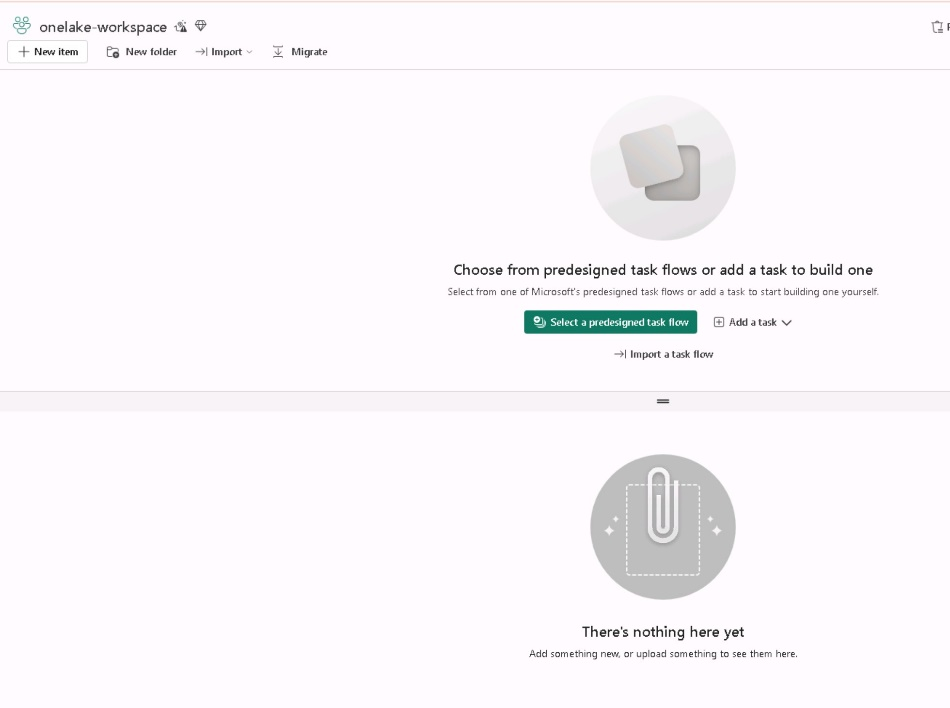 onelake-workspace
New item
New folder
Import
Migrate
Choose from predesigned task flows or add a task to build one
Select from one of Microsoft's predesigned task flows or add a task to start building one yourself.
Select a predesigned task flow
Add a task
Import a task flow
There's nothing here yet
Add something new, or upload something to see them here.